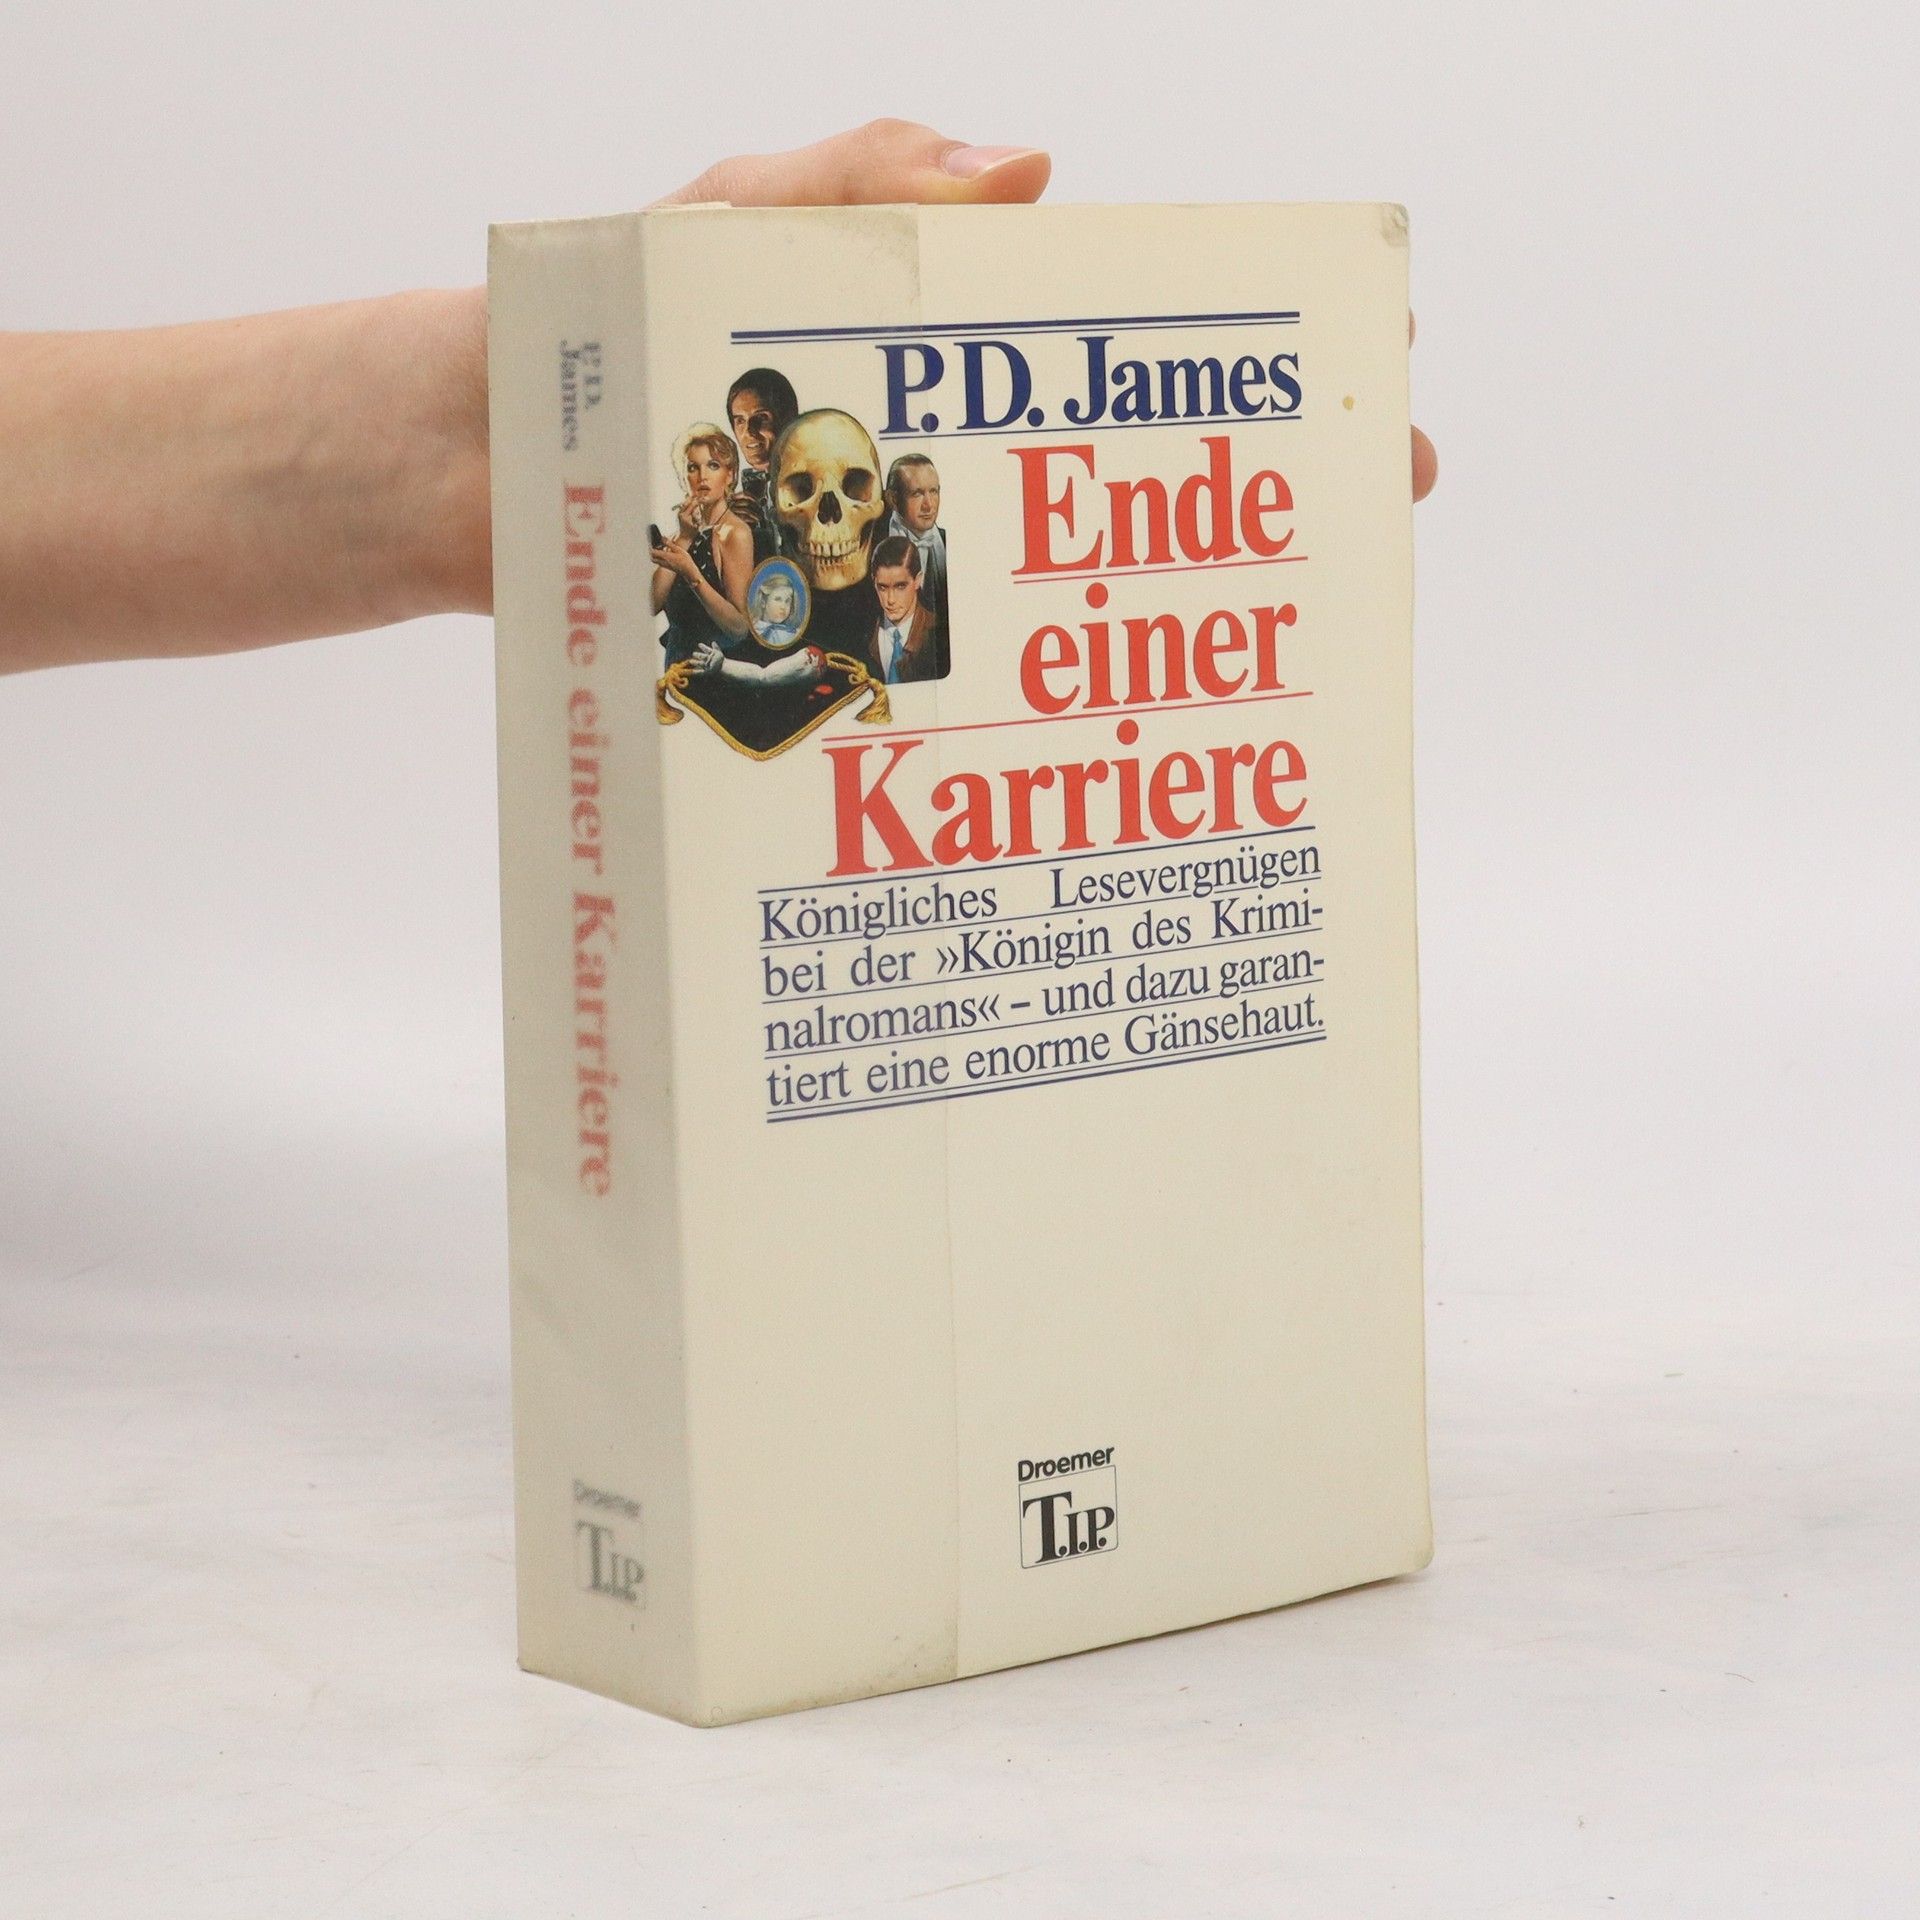 P. D.
James
Ende einer Karriere
Droemer
T.I.P.
P. D. James
Ende
einer
Karriere
Königliches Lesevergnügen
bei der »Königin des Krimi-
nalromans« – und dazu garan-
tiert eine enorme Gänsehaut.
Droemer
T.I.P.